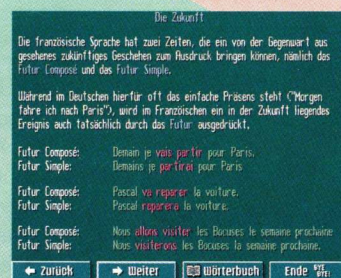 Die Zukunft
Die französische Sprache hat zwei Zeiten, die ein von der Gegenwart aus
gesehenes zukünftiges Geschehen zum Ausdruck bringen können, nämlich das
Futur Composé und das Futur Simple.
Während im Deutschen hierfür oft das einfache Präsens steht ("Morgen
fahre ich nach Paris"), wird im Französischen ein in der Zukunft liegendes
Ereignis auch tatsächlich durch das Futur ausgedrückt.
Futur Composé: Demain je vais partir pour Paris.
Futur Simple: Demains je partirai pour Paris
Futur Composé: Pascal va reparer la voiture.
Futur Simple: Pascal reparera la voiture.
Futur Composé: Nous allons visiter les Bocuses la semaine prochaine
Futur Simple: Nous visiterons les Bocuses la semaine prochaine.
← Zurück → Weiter Wörterbuch Ende BYE BYE!